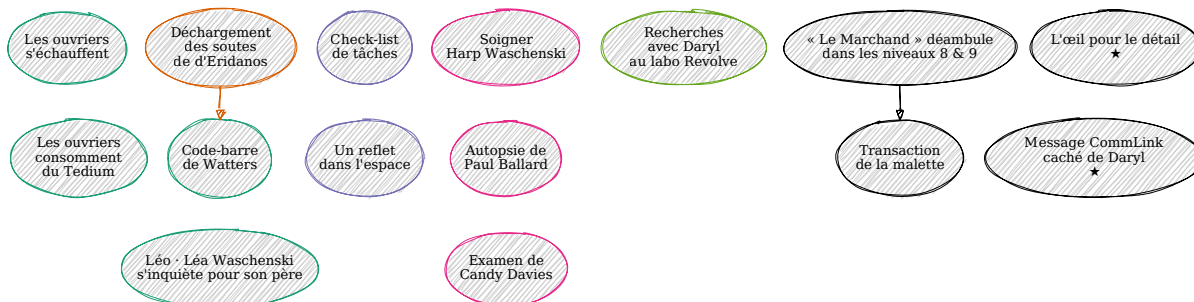 Les ouvriers
s'échauffent
Déchargement
des soutes
de d'Eridanos
Check-list
de tâches
Soigner
Harp Waschenski
Recherches
avec Daryl
au labo Revolve
« Le Marchand » déambule
dans les niveaux 8 & 9
L'œil pour le détail
★
Les ouvriers
consomment
du Tedium
Code-barre
de Watters
Un reflet
dans l'espace
Autopsie de
Paul Ballard
Transaction
de la malette
Message CommLink
caché de Daryl
★
Léo · Léa Waschenski
s'inquiète pour son père
Examen de
Candy Davies